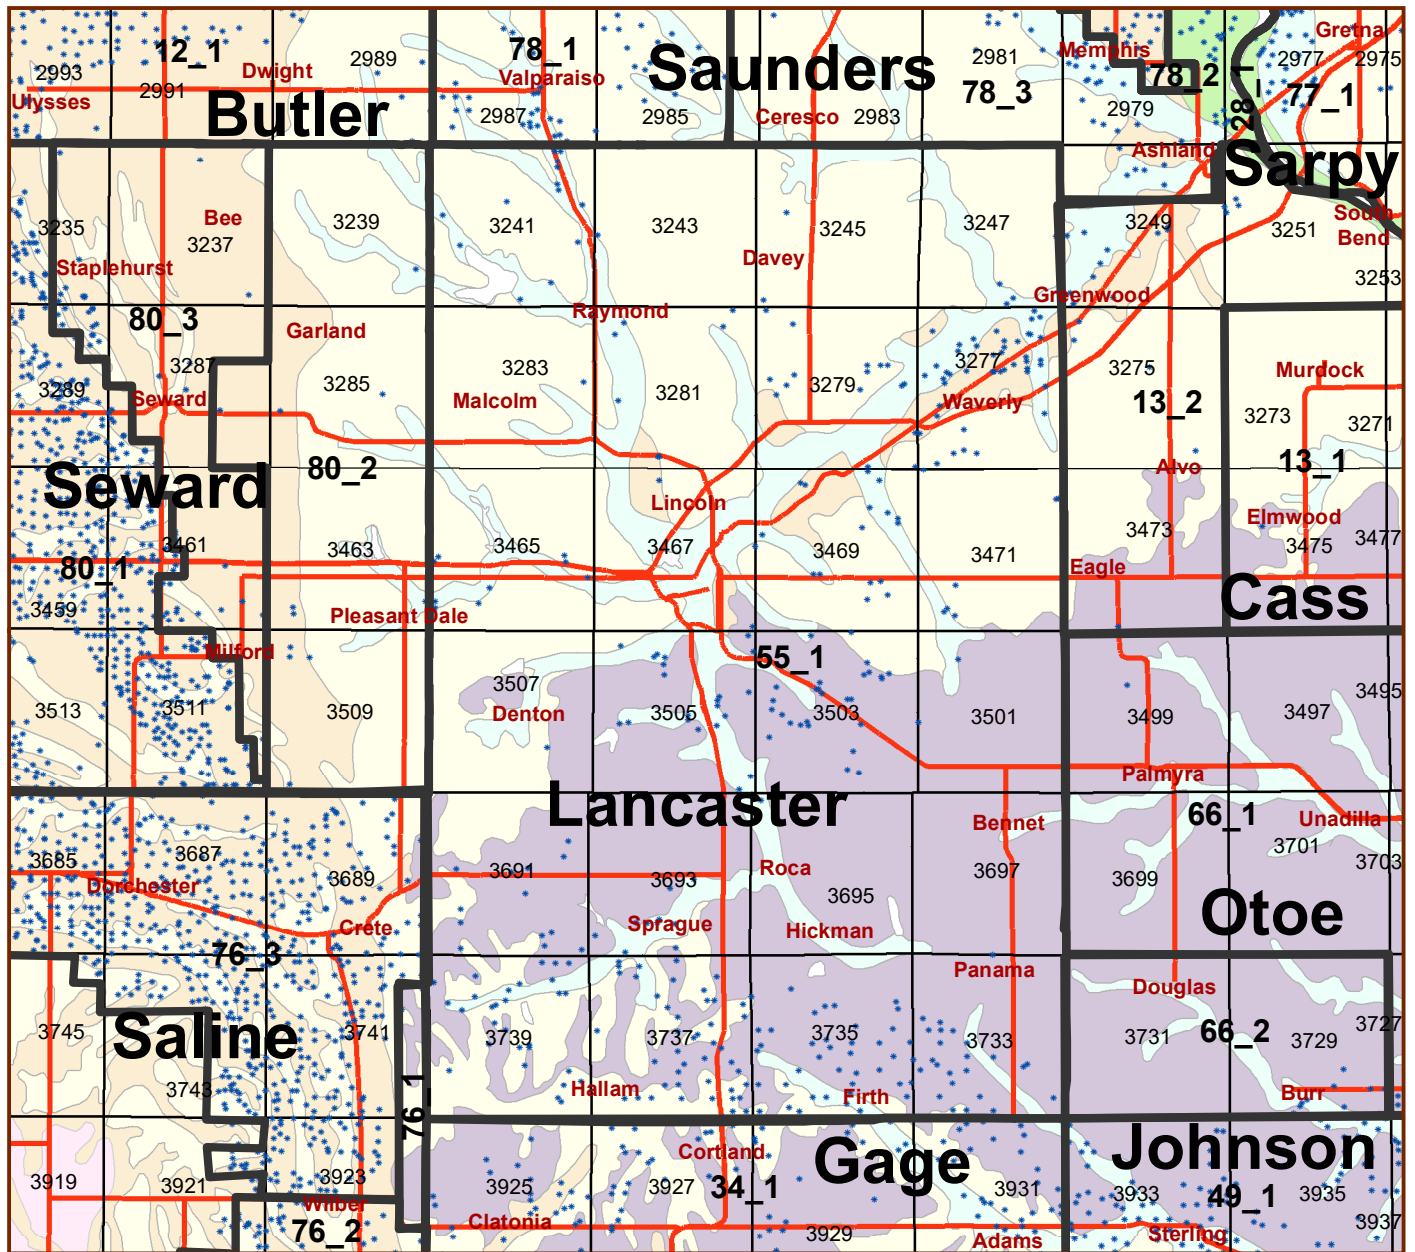 12_1
78_1
Saunders
2981
Memphis
Gretna
2993
Dwight
2989
Valparaiso
78_3
78_2
28_1
2977
2975
Ulysses
2991
Butler
2987
2985
Ceresco
2983
2979
77_1
Ashland
Sarpy
3235
Bee
3237
3239
3241
3243
3245
3247
3249
3251
South
Bend
Staplehurst
Davey
3253
80_3
Garland
Raymond
Greenwood
3287
3289
3285
3283
3281
3279
3277
3275
Murdock
Seward
Malcolm
Waverly
13_2
3273
3271
Seward
80_2
Lincoln
Alvo
13_1
3461
3463
3465
3467
3469
3471
3473
Elmwood
3475
3477
80_1
Eagle
Cass
3459
Pleasant Dale
Milford
55_1
3513
3511
3509
3507
Denton
3505
3503
3501
3499
3497
3495
Lancaster
Palmyra
66_1
Unadilla
Bennet
3685
3687
3689
3691
3693
Roca
3695
3697
3699
3701
3703
Dorchester
Crete
Sprague
Hickman
Otoe
76_3
Panama
Douglas
3745
Saline
3741
3739
3737
3735
3733
3731
66_2
3729
3727
3743
76_1
Hallam
Firth
Burr
3919
3921
3923
3925
Cortland
3927
34_1
Gage
3931
Johnson
3933
49_1
3935
3937
Wilber
76_2
Clatonia
3929
Adams
Sterling